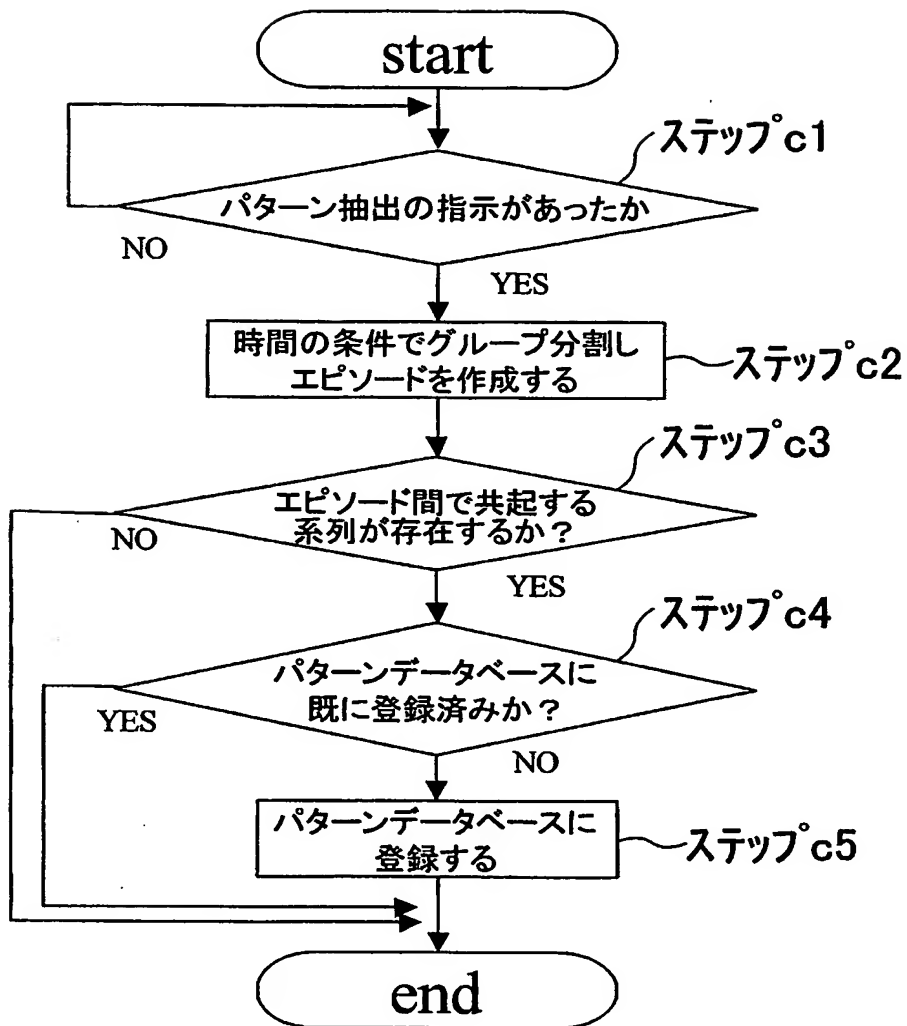 start
ステップc1
パターン抽出の指示があったか
NO
YES
時間の条件でグループ分割し
エピソードを作成する
ステップc2
ステップc3
エピソード間で共起する
系列が存在するか？
NO
YES
ステップc4
パターンデータベースに
既に登録済みか？
YES
NO
パターンデータベースに
登録する
ステップc5
end